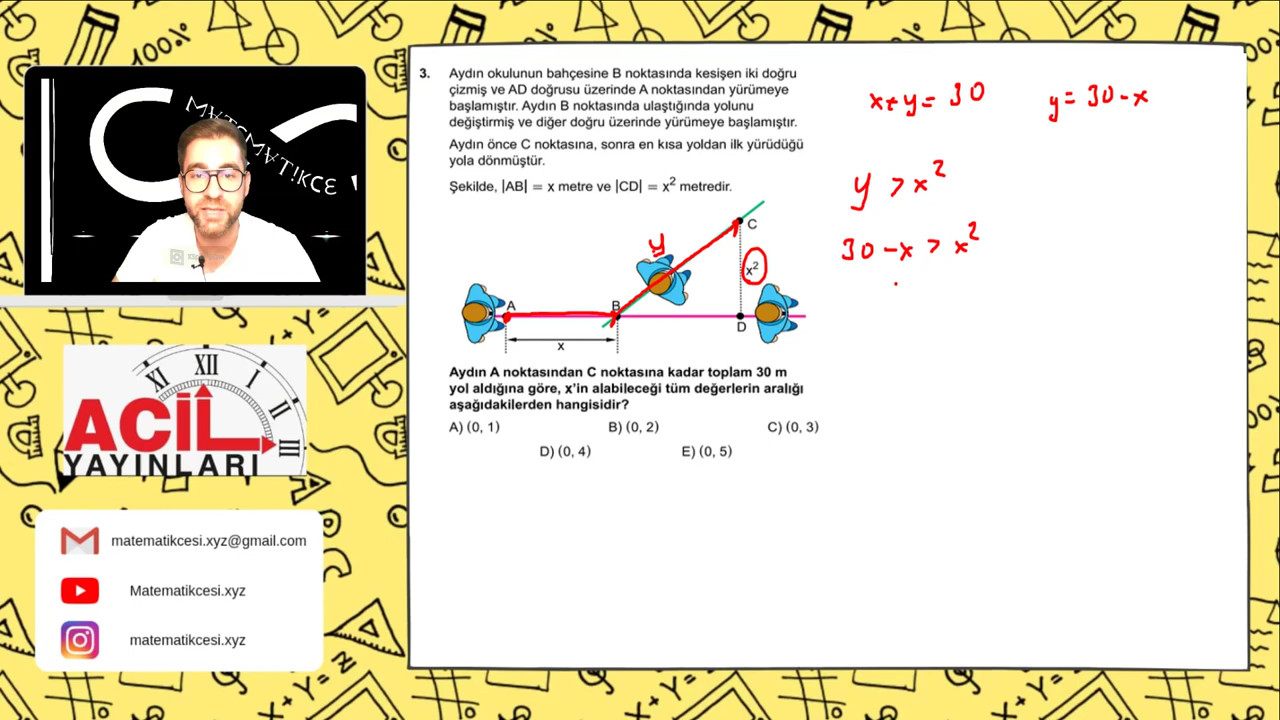 100%
MATEMATİKCE
3. Aydın okulunun bahçesine B noktasında kesişen iki doğru
çizmiş ve AD doğrusu üzerinde A noktasından yürümeye
başlamıştır. Aydın B noktasında ulaştığında yolunu
değiştirmiş ve diğer doğru üzerinde yürümeye başlamıştır.
Aydın önce C noktasına, sonra en kısa yoldan ilk yürüdüğü
yola dönmüştür.
Şekilde, |AB| = x metre ve |CD| = x² metredir.
C
y
x²
A
B
D
x
Aydın A noktasından C noktasına kadar toplam 30 m
yol aldığına göre, x'in alabileceği tüm değerlerin aralığı
aşağıdakilerden hangisidir?
A) (0, 1) B) (0, 2) C) (0, 3)
D) (0, 4) E) (0, 5)
x+y= 30 y= 30-x
y > x²
30 -x > x²
XI XII I II III
ACİL
YAYINLARI
matematikcesi.xyz@gmail.com
Matematikcesi.xyz
matematikcesi.xyz